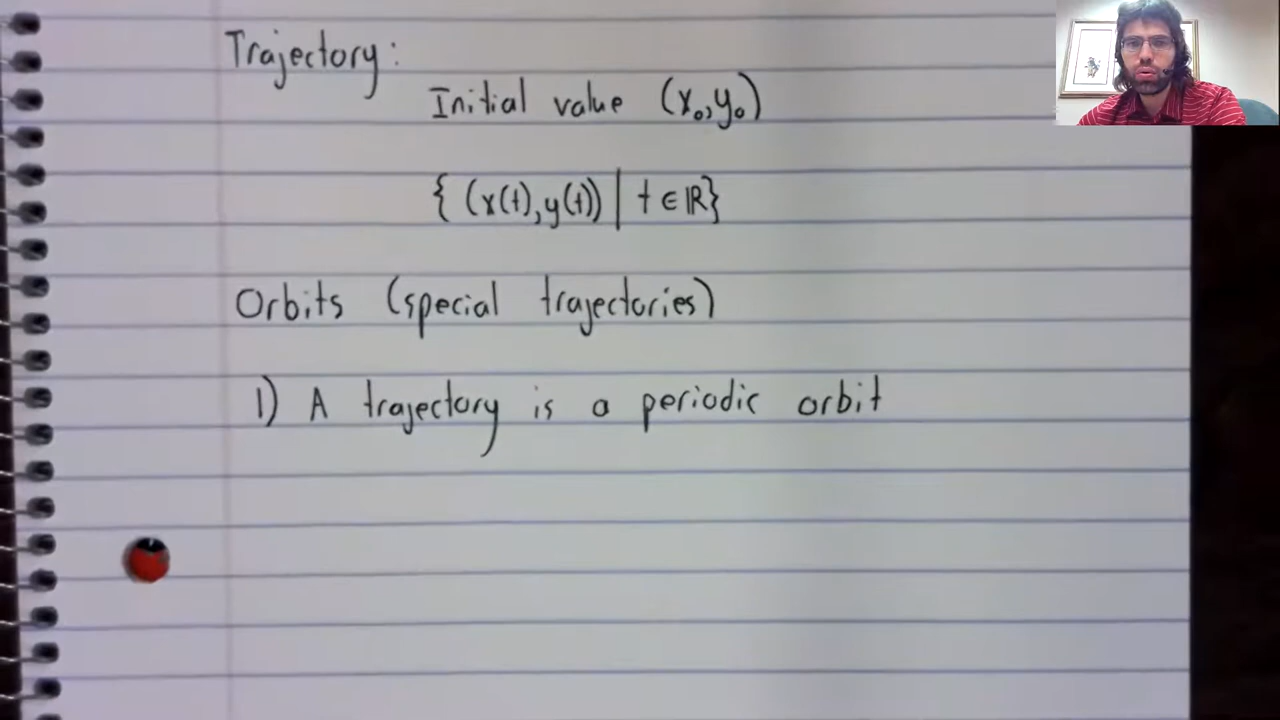 Trajectory:
Initial value (x₀,y₀)
{ (x(t),y(t)) | t ∈ ℝ}
Orbits (special trajectories)
1) A trajectory is a periodic orbit